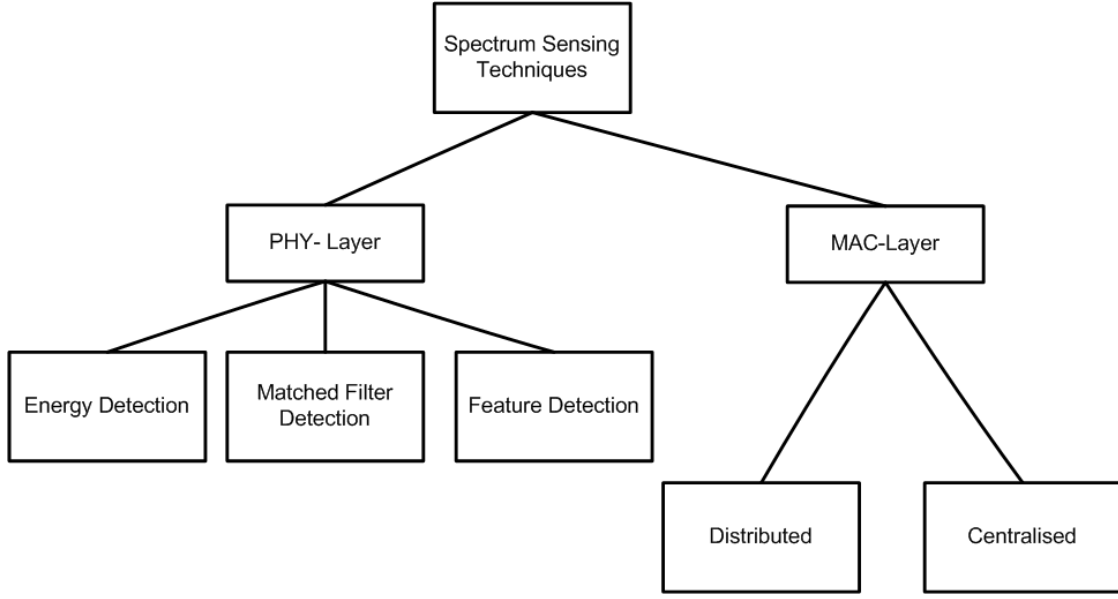 Spectrum Sensing
Techniques
PHY- Layer
MAC-Layer
Energy Detection
Matched Filter
Detection
Feature Detection
Distributed
Centralised